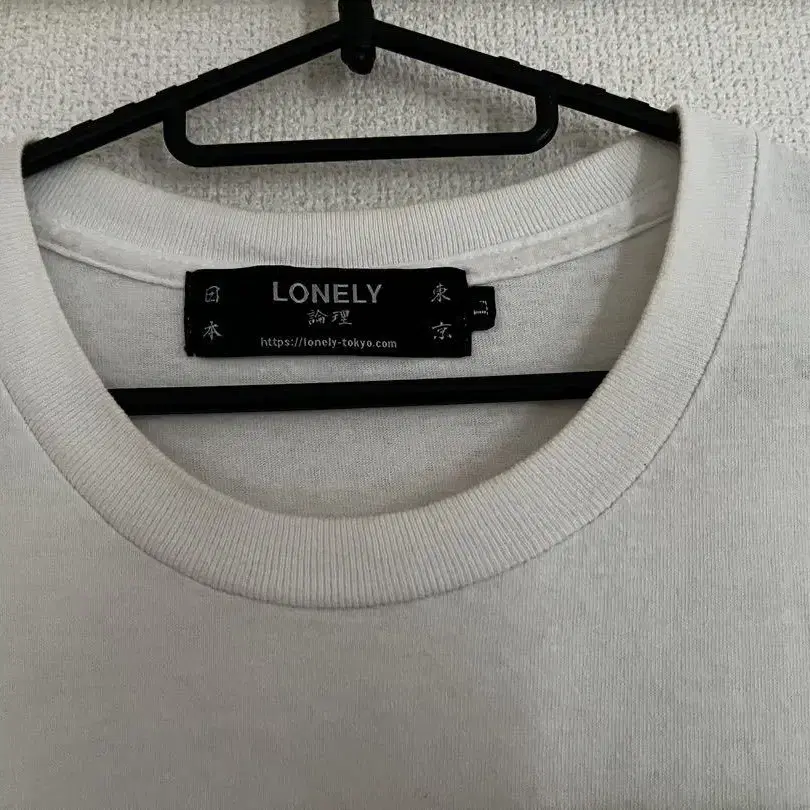 LONELY
論理
https://lonely-tokyo.com
日本
東京
L